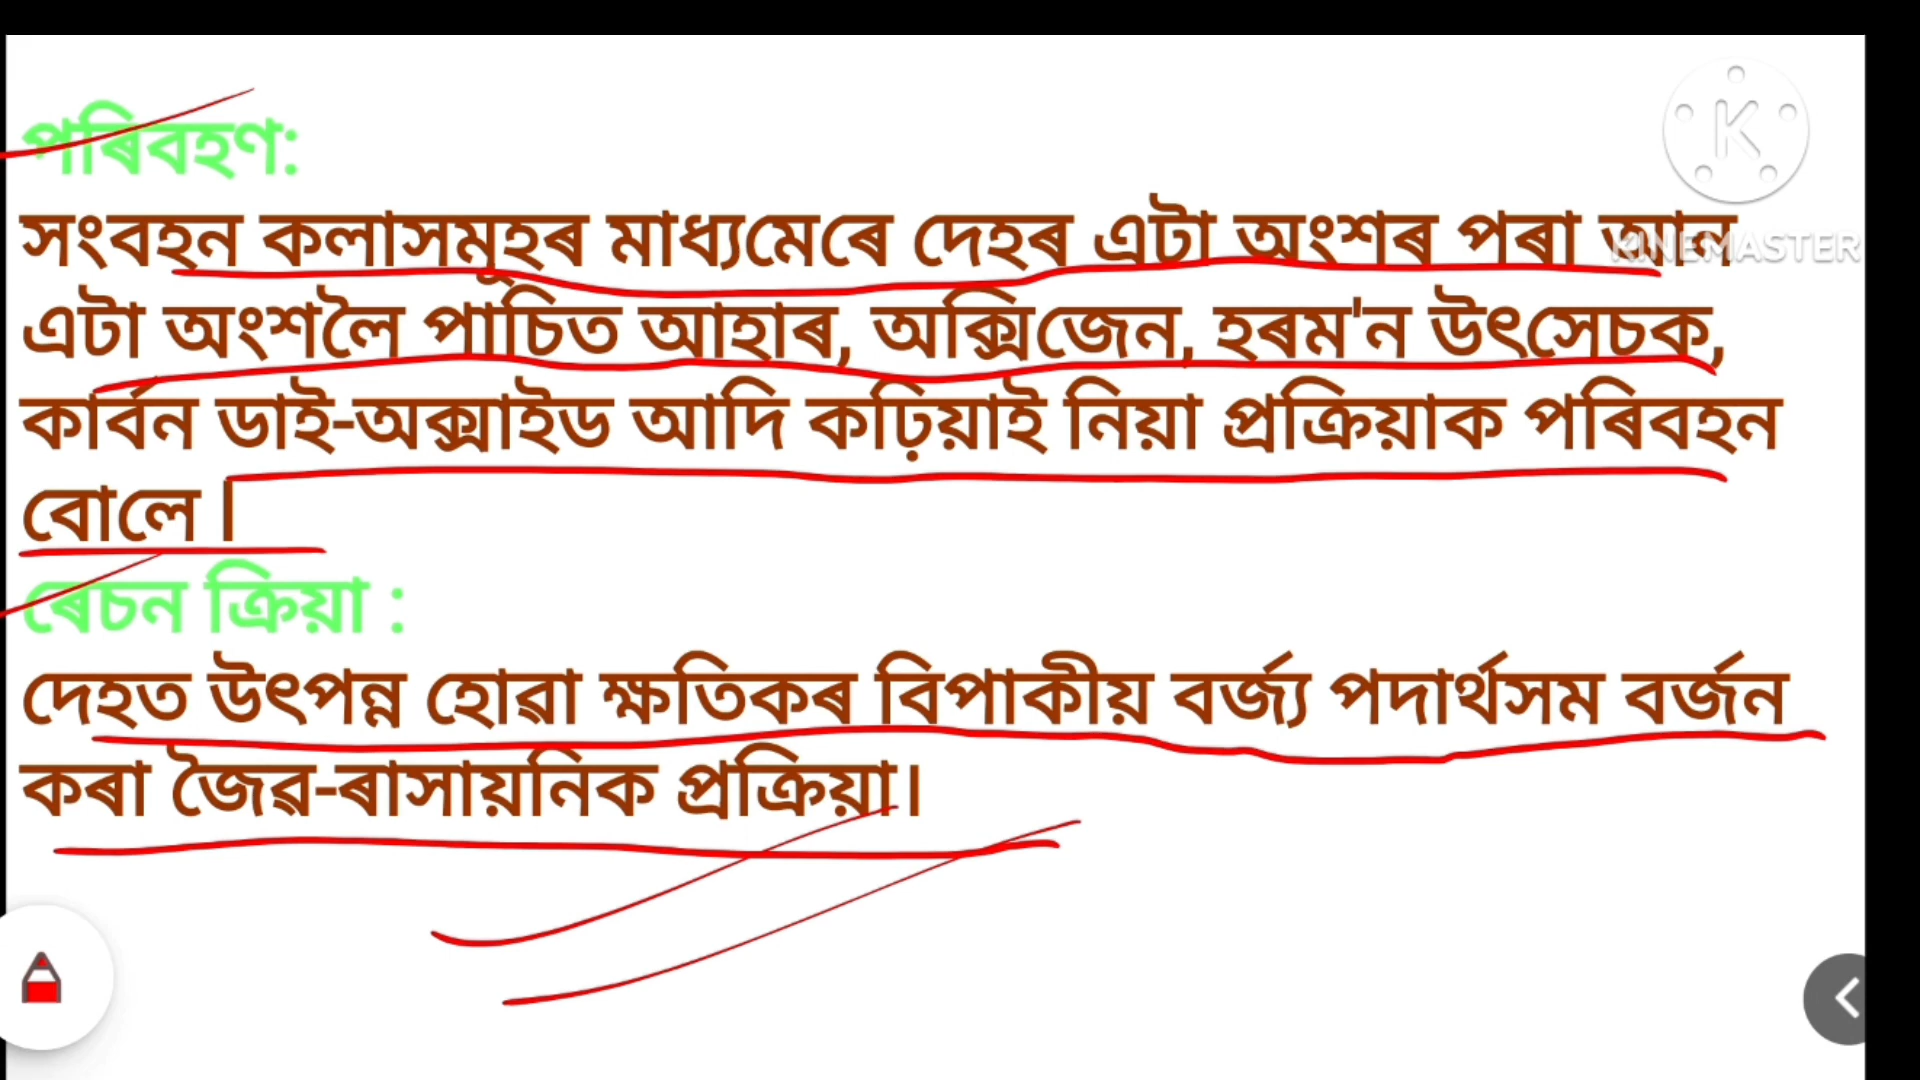 পৰিবহণ:
সংবহন কলাসমুহৰ মাধ্যমেৰে দেহৰ এটা অংশৰ পৰা আন
এটা অংশলৈ পাচিত আহাৰ, অক্সিজেন, হৰম'ন উৎসেচক,
কাৰ্বন ডাই-অক্সাইড আদি কঢ়িয়াই নিয়া প্ৰক্ৰিয়াক পৰিবহন
বোলে |
ৰেচন ক্ৰিয়া :
দেহত উৎপন্ন হোৱা ক্ষতিকৰ বিপাকীয় বৰ্জ্য পদাৰ্থসম বৰ্জন
কৰা জৈৱ-ৰাসায়নিক প্ৰক্ৰিয়া।
K
KINEMASTER